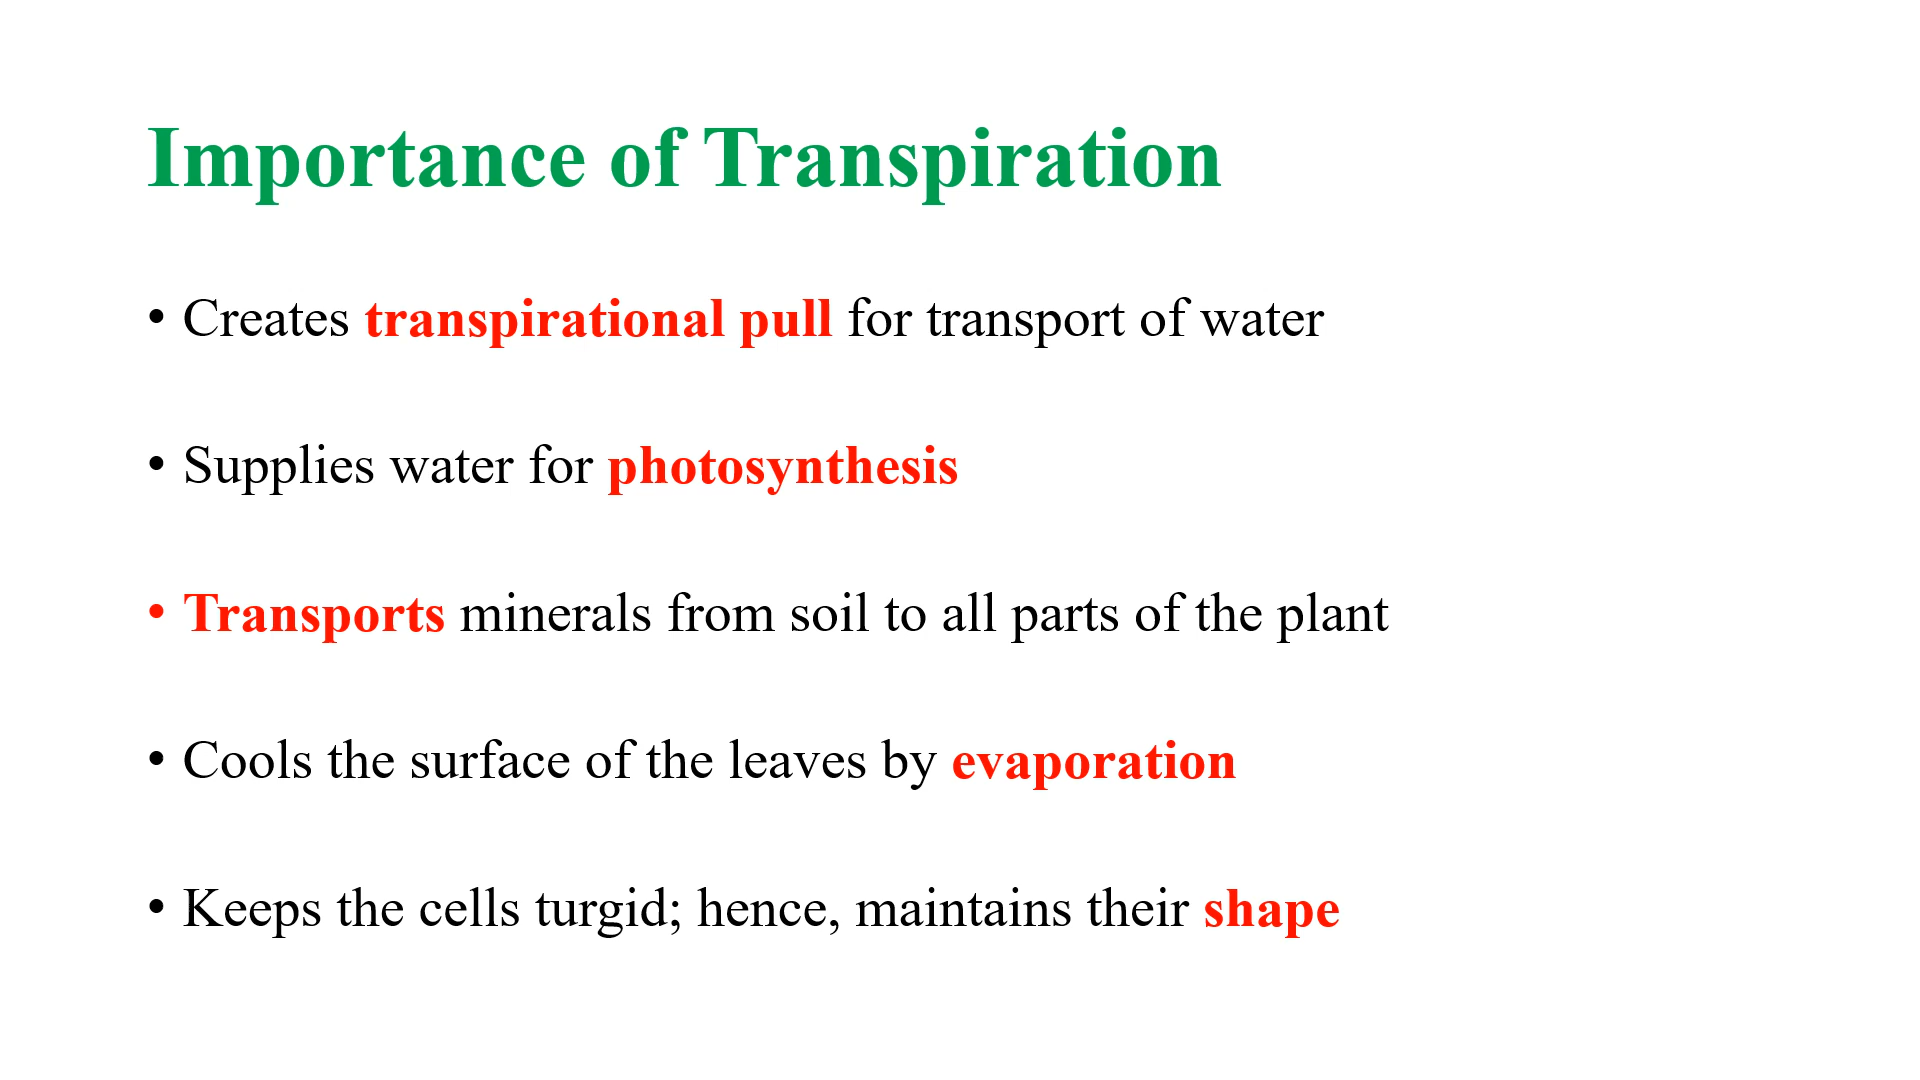 Importance of Transpiration
• Creates transpirational pull for transport of water
• Supplies water for photosynthesis
• Transports minerals from soil to all parts of the plant
• Cools the surface of the leaves by evaporation
• Keeps the cells turgid; hence, maintains their shape